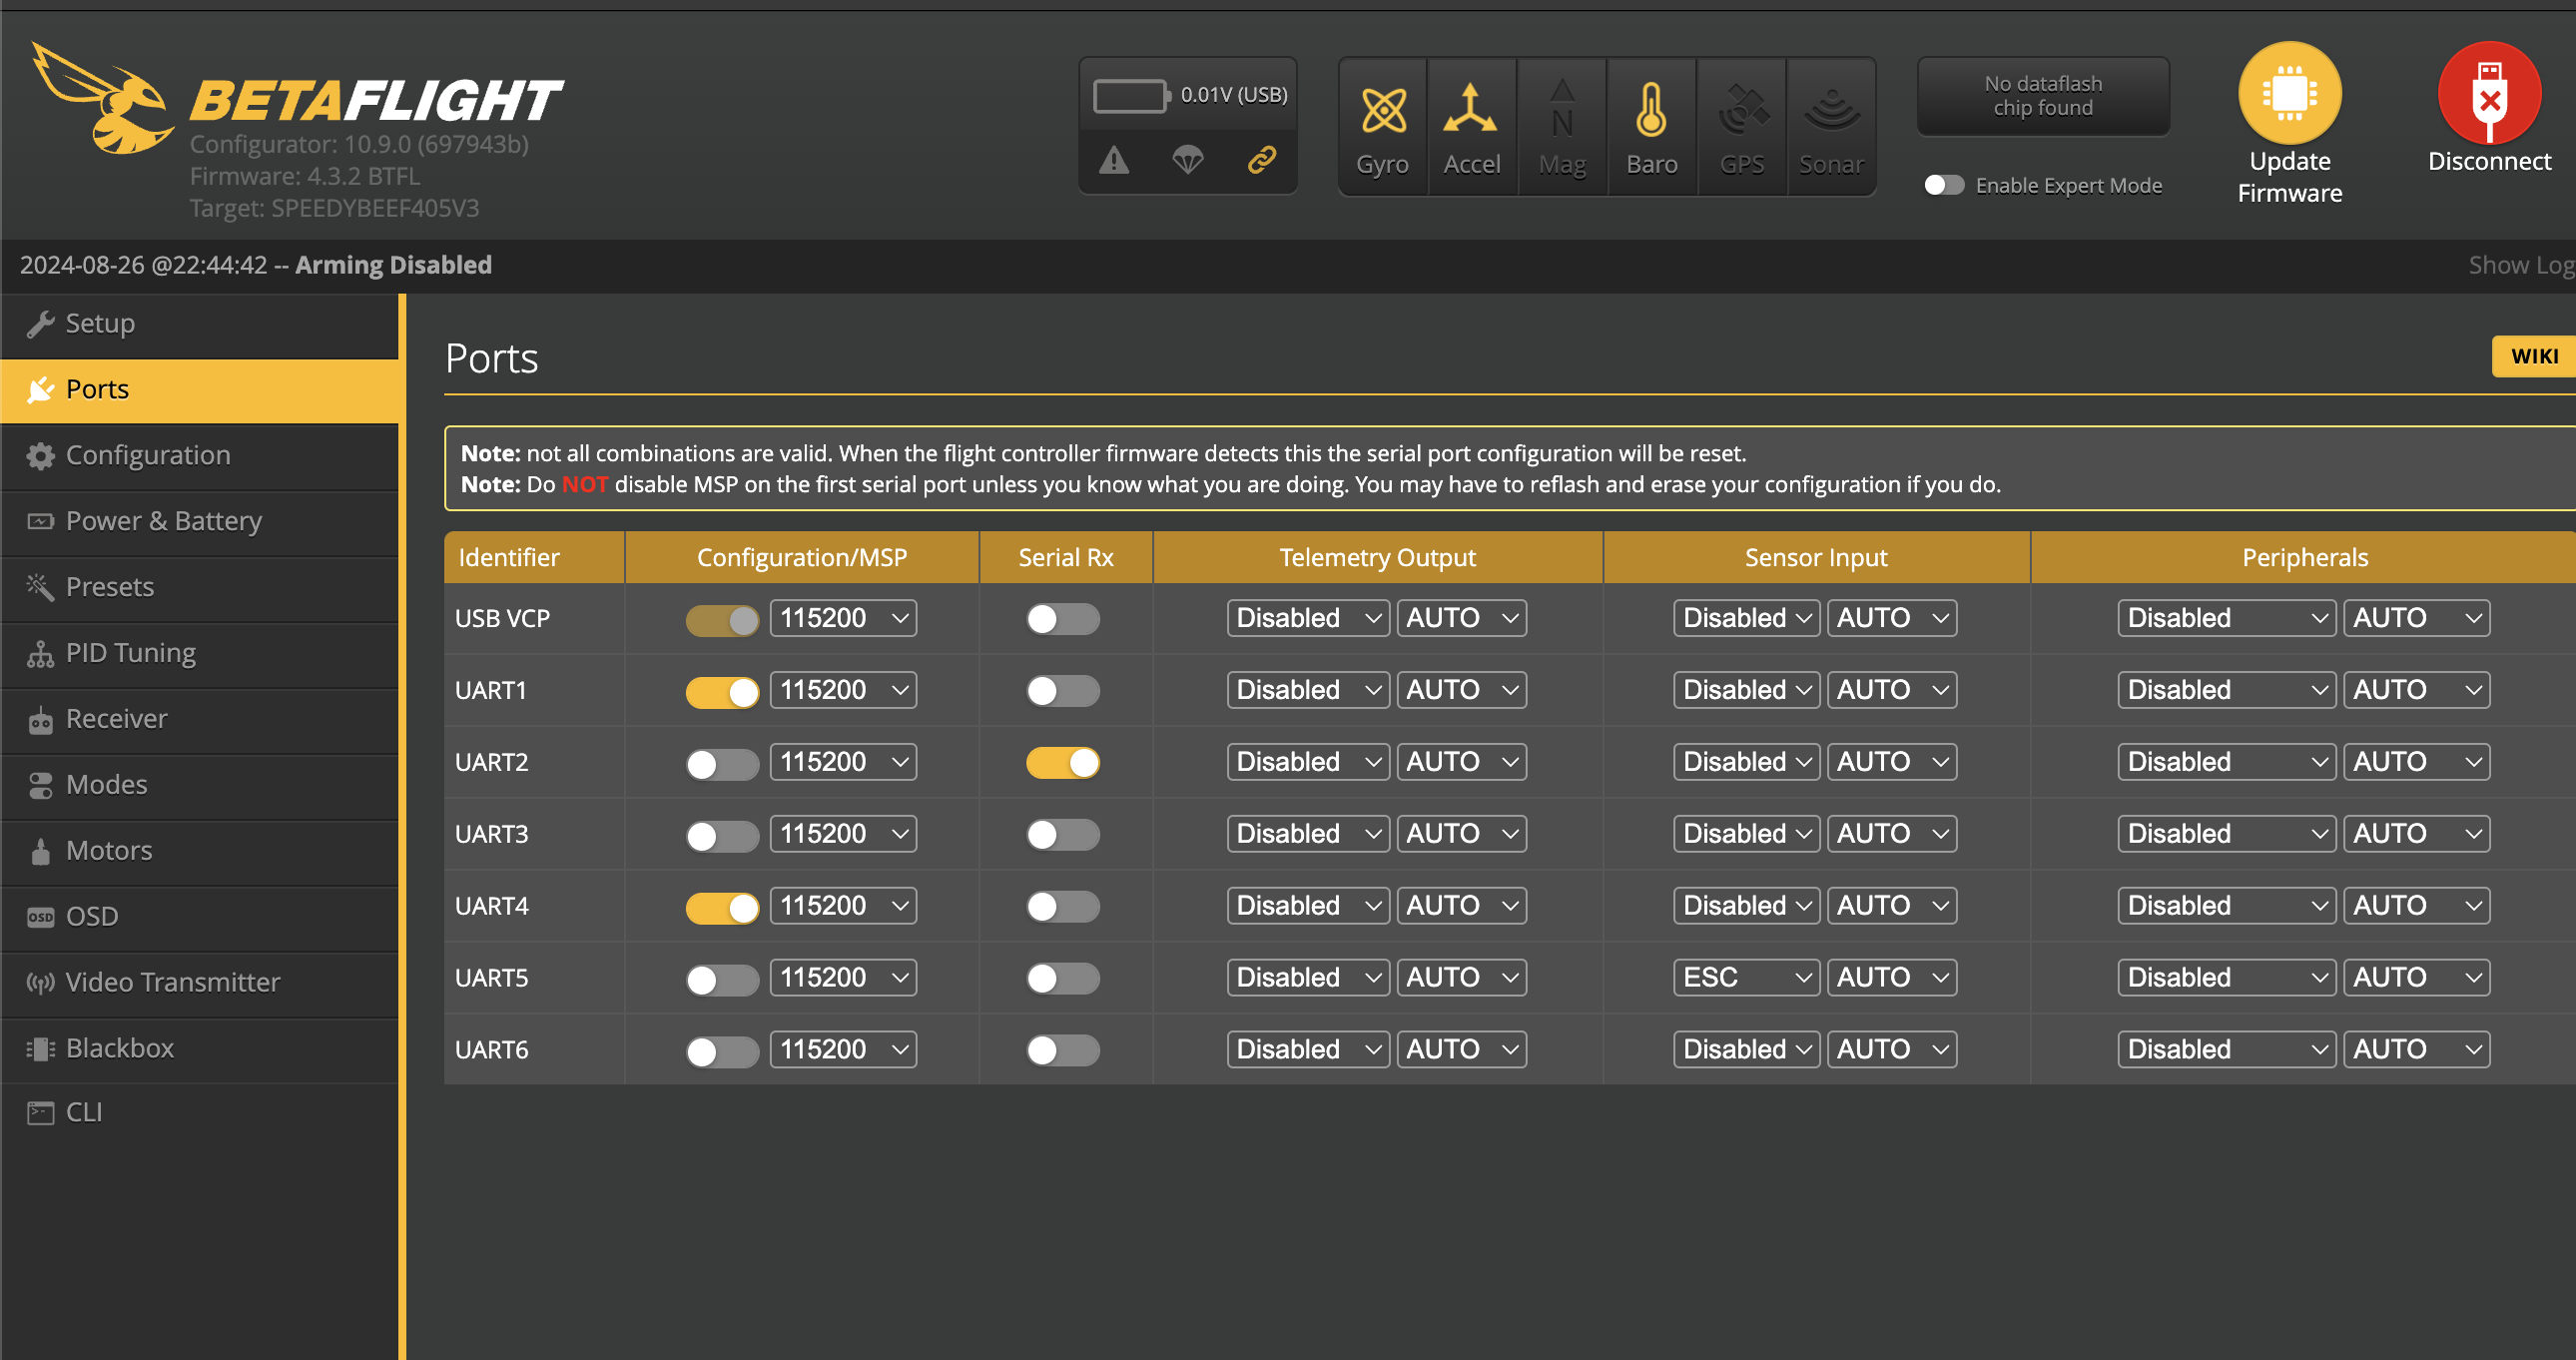 BETAFLIGHT
Configurator: 10.9.0 (697943b)
Firmware: 4.3.2 BTFL
Target: SPEEDYBEEF405V3
0.01V (USB)
Gyro
Accel
N
Mag
Baro
GPS
Sonar
No dataflash
chip found
Enable Expert Mode
Update
Firmware
Disconnect
2024-08-26 @22:44:42 -- Arming Disabled
Show Log
Setup
Ports
Configuration
Power & Battery
Presets
PID Tuning
Receiver
Modes
Motors
OSD OSD
Video Transmitter
Blackbox
CLI
Ports
WIKI
Note: not all combinations are valid. When the flight controller firmware detects this the serial port configuration will be reset.
Note: Do NOT disable MSP on the first serial port unless you know what you are doing. You may have to reflash and erase your configuration if you do.
Identifier Configuration/MSP Serial Rx Telemetry Output Sensor Input Peripherals
USB VCP 115200 Disabled AUTO Disabled AUTO Disabled AUTO
UART1 115200 Disabled AUTO Disabled AUTO Disabled AUTO
UART2 115200 Disabled AUTO Disabled AUTO Disabled AUTO
UART3 115200 Disabled AUTO Disabled AUTO Disabled AUTO
UART4 115200 Disabled AUTO Disabled AUTO Disabled AUTO
UART5 115200 Disabled AUTO ESC AUTO Disabled AUTO
UART6 115200 Disabled AUTO Disabled AUTO Disabled AUTO